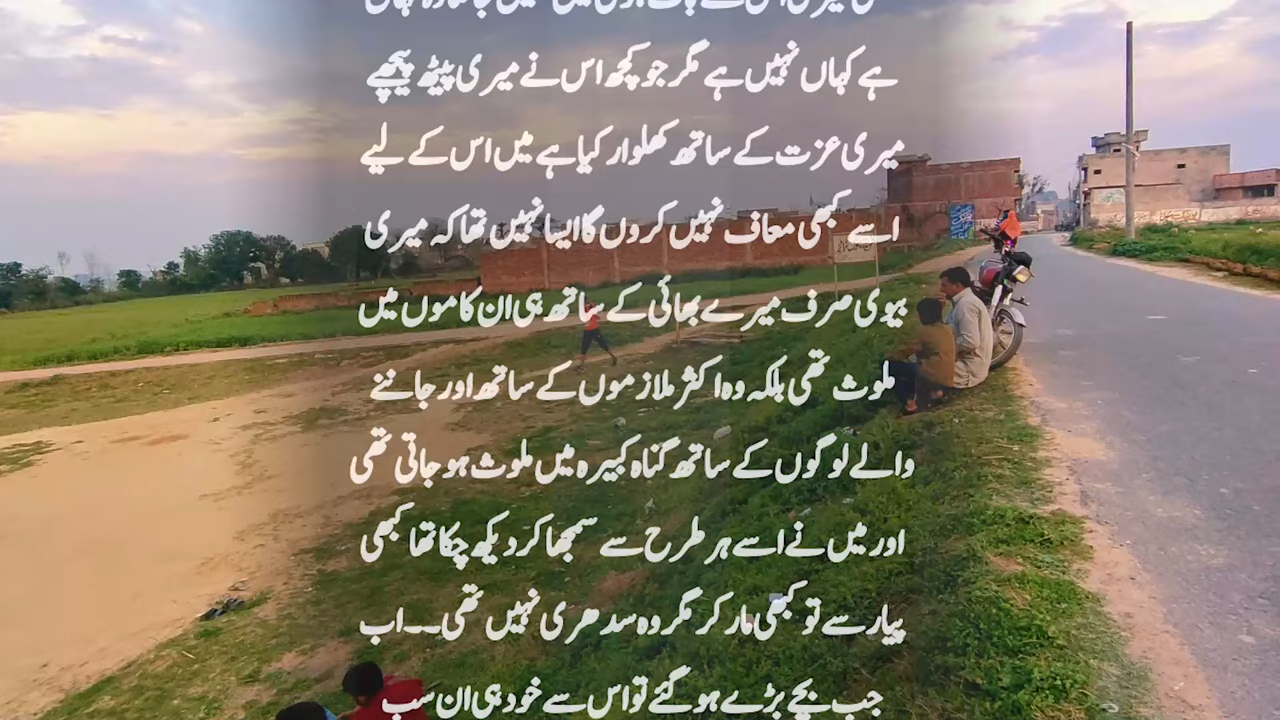 ہے کہاں نہیں ہے مگر جو کچھ اس نے میری پیٹھ پیچھے
میری عزت کے ساتھ کھلوار کیا ہے میں اس کے لیے
اسے کبھی معاف نہیں کروں گا ایسا نہیں تھا کہ میری
بیوی صرف میرے بھائی کے ساتھ ہی ان کاموں میں
ملوث تھی بلکہ وہ اکثر ملازموں کے ساتھ اور جاننے
والے لوگوں کے ساتھ گناہ کبیرہ میں ملوث ہو جاتی تھی
اور میں نے اسے ہر طرح سے سمجھا کر دیکھ چکا تھا کبھی
پیار سے تو کبھی مار کر مگر وہ سدھری نہیں تھی۔۔۔اب
جب بچے بڑے ہو گئے تو اس سے خود ہی ان سب